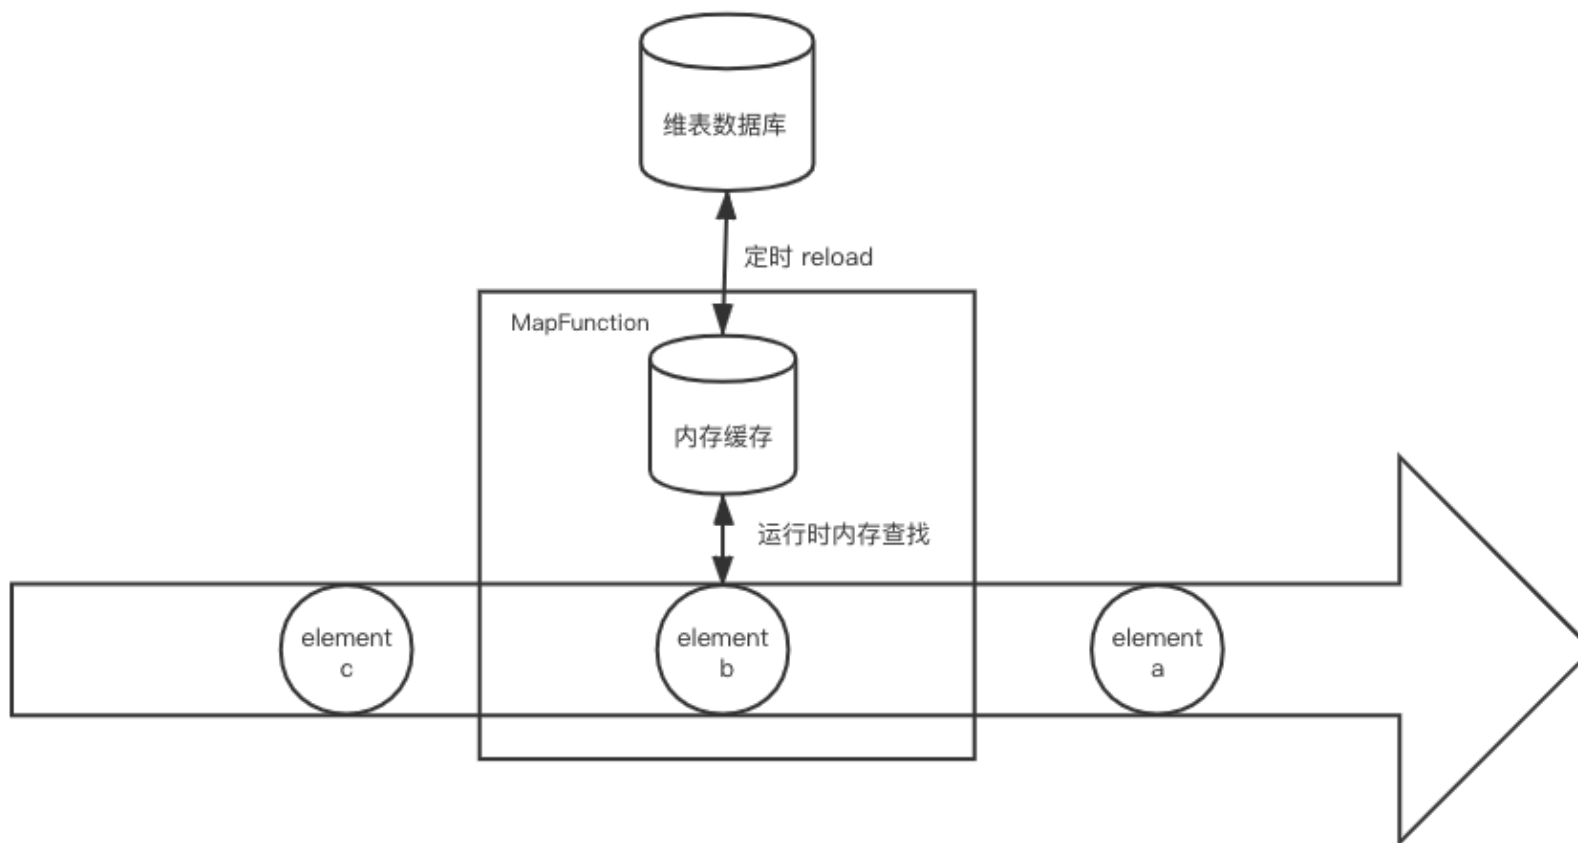 维表数据库
定时 reload
MapFunction
内存缓存
运行时内存查找
element
c
element
b
element
a